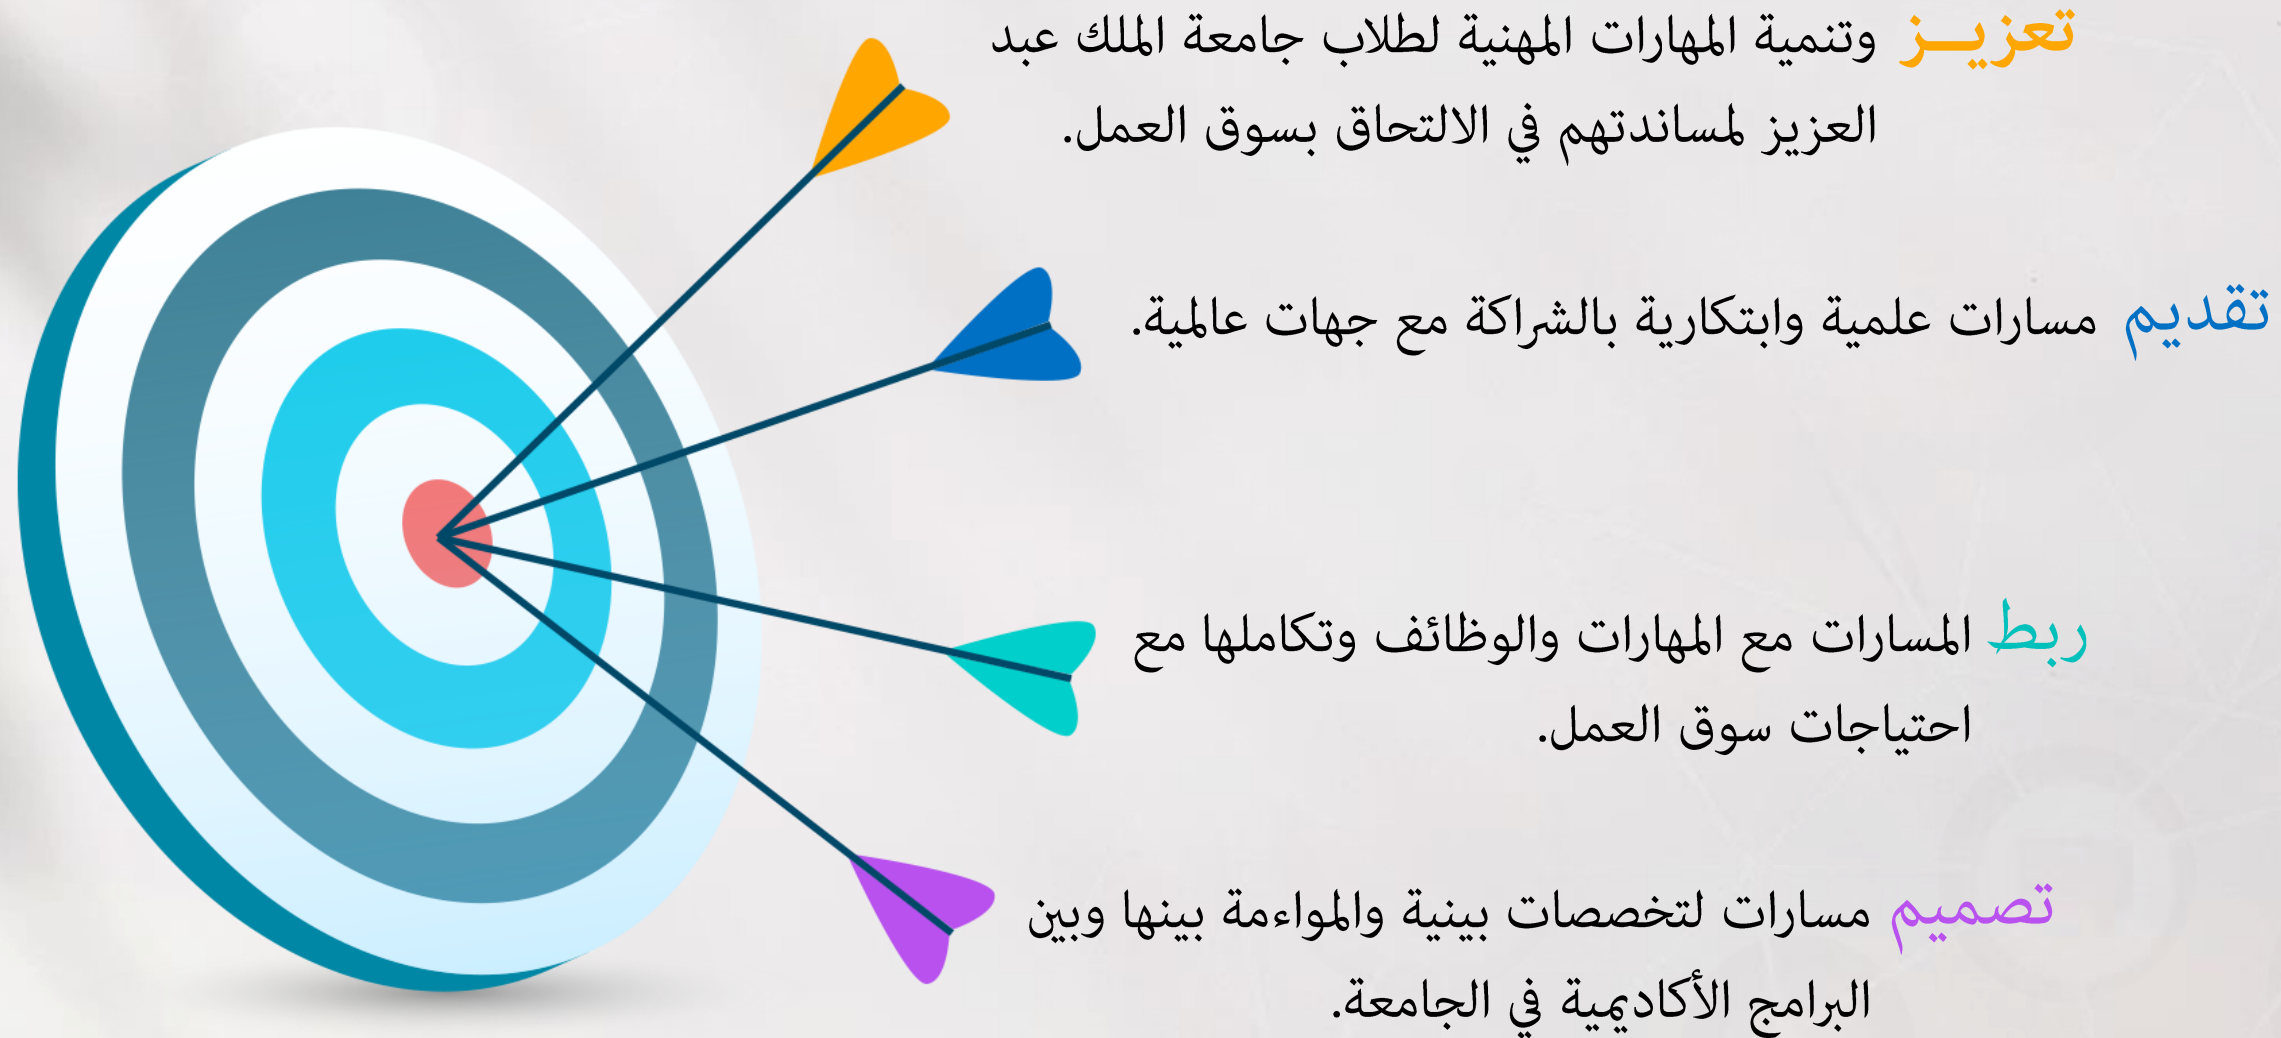 تعزيـز وتنمية المهارات المهنية لطلاب جامعة الملك عبد
العزيز لمساندتهم في الالتحاق بسوق العمل.
تقديم مسارات علمية وابتكارية بالشراكة مع جهات عالمية.
ربط المسارات مع المهارات والوظائف وتكاملها مع
احتياجات سوق العمل.
تصميم مسارات لتخصصات بينية والمواءمة بينها وبين
البرامج الأكاديمية في الجامعة.